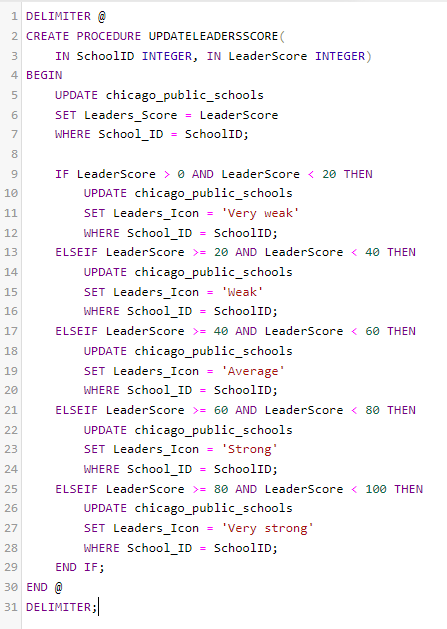 1 DELIMITER @
2 CREATE PROCEDURE UPDATELEADERSSCORE(
3     IN SchoolID INTEGER, IN LeaderScore INTEGER)
4 BEGIN
5     UPDATE chicago_public_schools
6     SET Leaders_Score = LeaderScore
7     WHERE School_ID = SchoolID;
8
9     IF LeaderScore > 0 AND LeaderScore < 20 THEN
10         UPDATE chicago_public_schools
11         SET Leaders_Icon = 'Very weak'
12         WHERE School_ID = SchoolID;
13     ELSEIF LeaderScore >= 20 AND LeaderScore < 40 THEN
14         UPDATE chicago_public_schools
15         SET Leaders_Icon = 'Weak'
16         WHERE School_ID = SchoolID;
17     ELSEIF LeaderScore >= 40 AND LeaderScore < 60 THEN
18         UPDATE chicago_public_schools
19         SET Leaders_Icon = 'Average'
20         WHERE School_ID = SchoolID;
21     ELSEIF LeaderScore >= 60 AND LeaderScore < 80 THEN
22         UPDATE chicago_public_schools
23         SET Leaders_Icon = 'Strong'
24         WHERE School_ID = SchoolID;
25     ELSEIF LeaderScore >= 80 AND LeaderScore < 100 THEN
26         UPDATE chicago_public_schools
27         SET Leaders_Icon = 'Very strong'
28         WHERE School_ID = SchoolID;
29     END IF;
30 END @
31 DELIMITER;